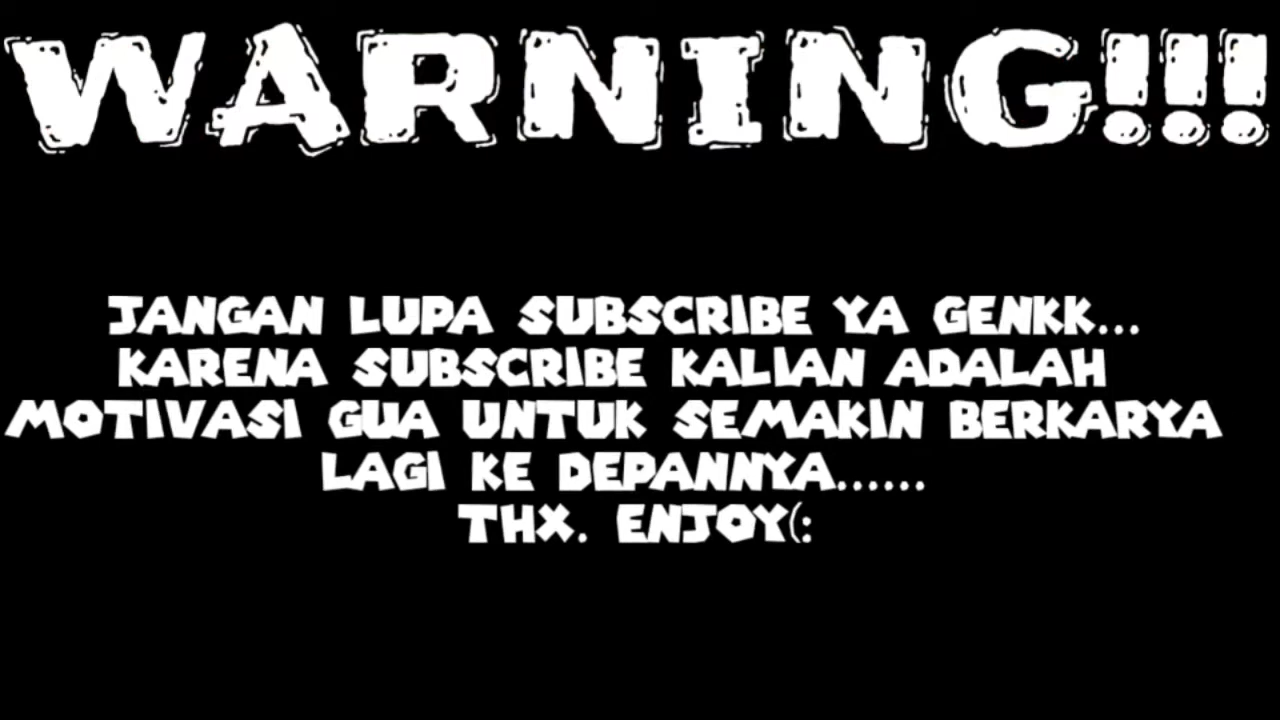 WARNING!!!
JANGAN LUPA SUBSCRIBE YA GENKK...
KARENA SUBSCRIBE KALIAN ADALAH
MOTIVASI GUA UNTUK SEMAKIN BERKARYA
LAGI KE DEPANNYA......
THX. ENJOY(: